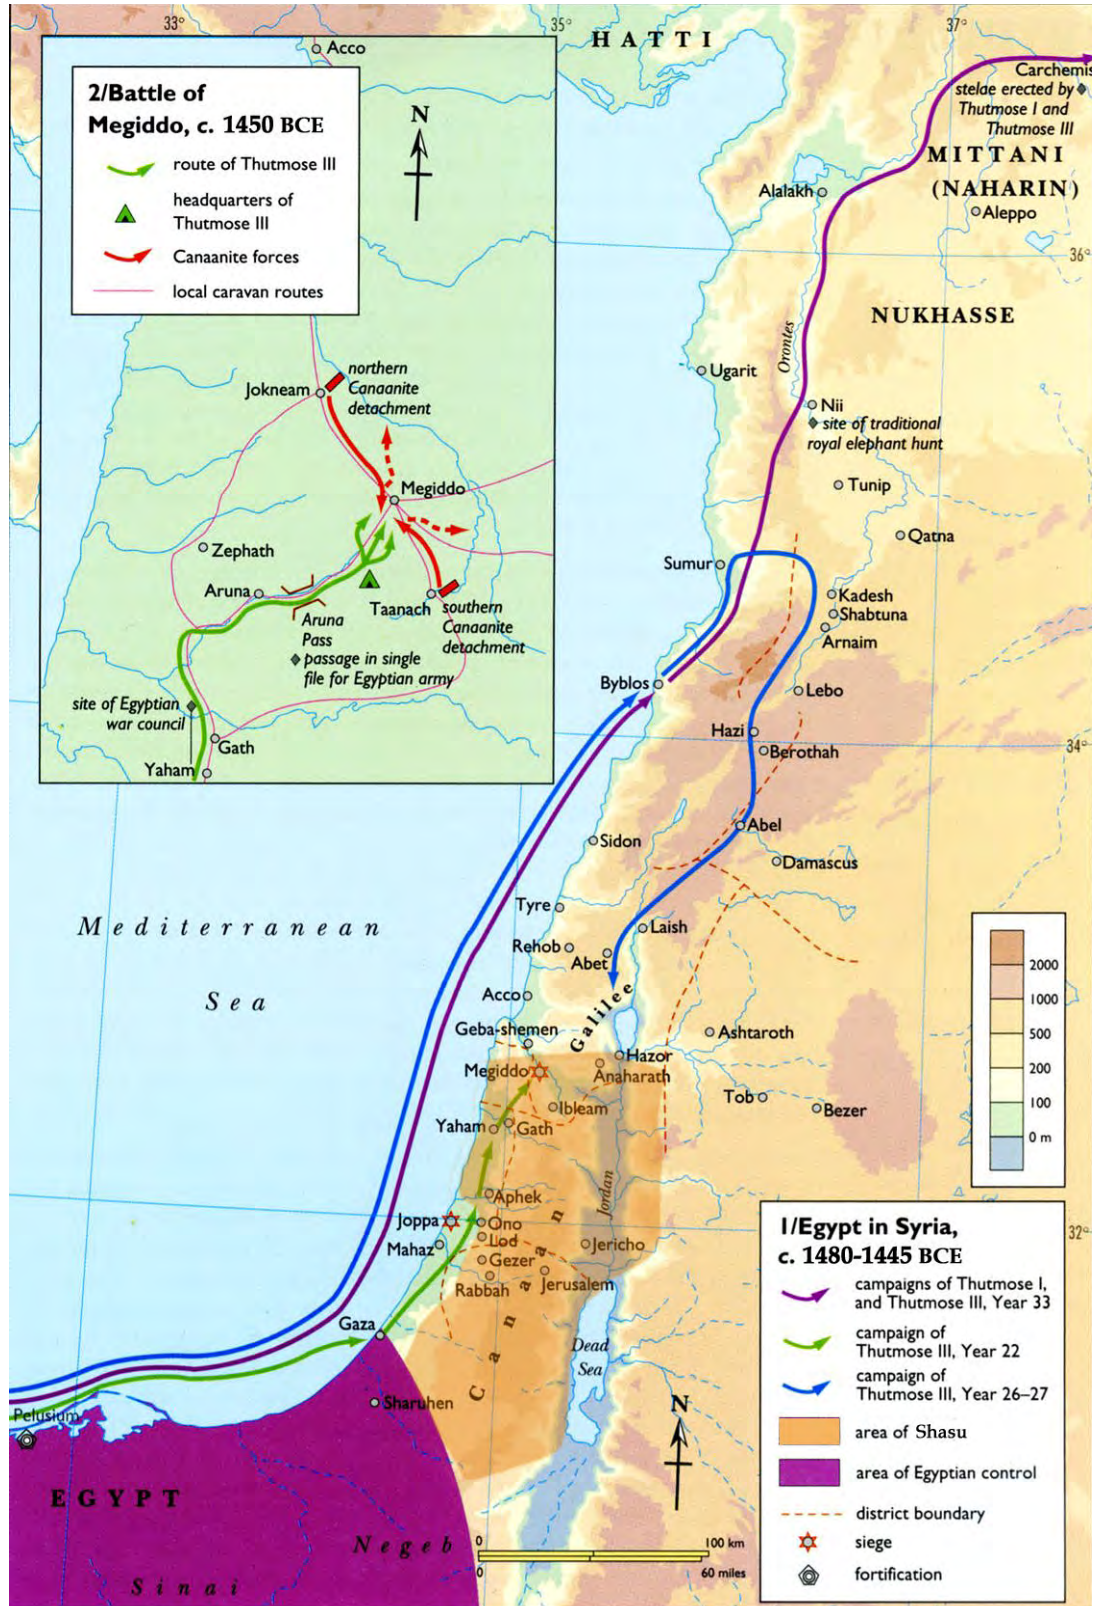 33°
35°
37°
HATTI
Acco
2/Battle of
Megiddo, c. 1450 BCE
route of Thutmose III
headquarters of
Thutmose III
Canaanite forces
local caravan routes
N
Jokneam
northern
Canaanite
detachment
Megiddo
Zephath
Aruna
Taanach
Aruna
Pass
passage in single
file for Egyptian army
southern
Canaanite
detachment
site of Egyptian
war council
Gath
Yaham
Carchemis
stelae erected by
Thutmose I and
Thutmose III
MITTANI
(NAHARIN)
Alalakh
Aleppo
36°
NUKHASSE
Orontes
Ugarit
Nii
site of traditional
royal elephant hunt
Tunip
Qatna
Sumur
Kadesh
Shabtuna
Arnaim
Byblos
Lebo
Hazi
Berothah
34°
Abel
Sidon
Damascus
Mediterranean
Sea
Tyre
Laish
Rehob
Abet
Galilee
Acco
Geba-shemen
Ashtaroth
Hazor
Megiddo
Anaharath
Tob
Bezer
Ibleam
Yaham
Gath
Jordan
Aphek
Joppa
Ono
Lod
Mahaz
Gezer
Jericho
Rabbah
Jerusalem
Canaan
32°
Gaza
Dead
Sea
Sharuhen
Pelusium
EGYPT
Negeb
Sinai
N
0
100 km
0
60 miles
2000
1000
500
200
100
0 m
1/Egypt in Syria,
c. 1480-1445 BCE
campaigns of Thutmose I,
and Thutmose III, Year 33
campaign of
Thutmose III, Year 22
campaign of
Thutmose III, Year 26–27
area of Shasu
area of Egyptian control
district boundary
siege
fortification